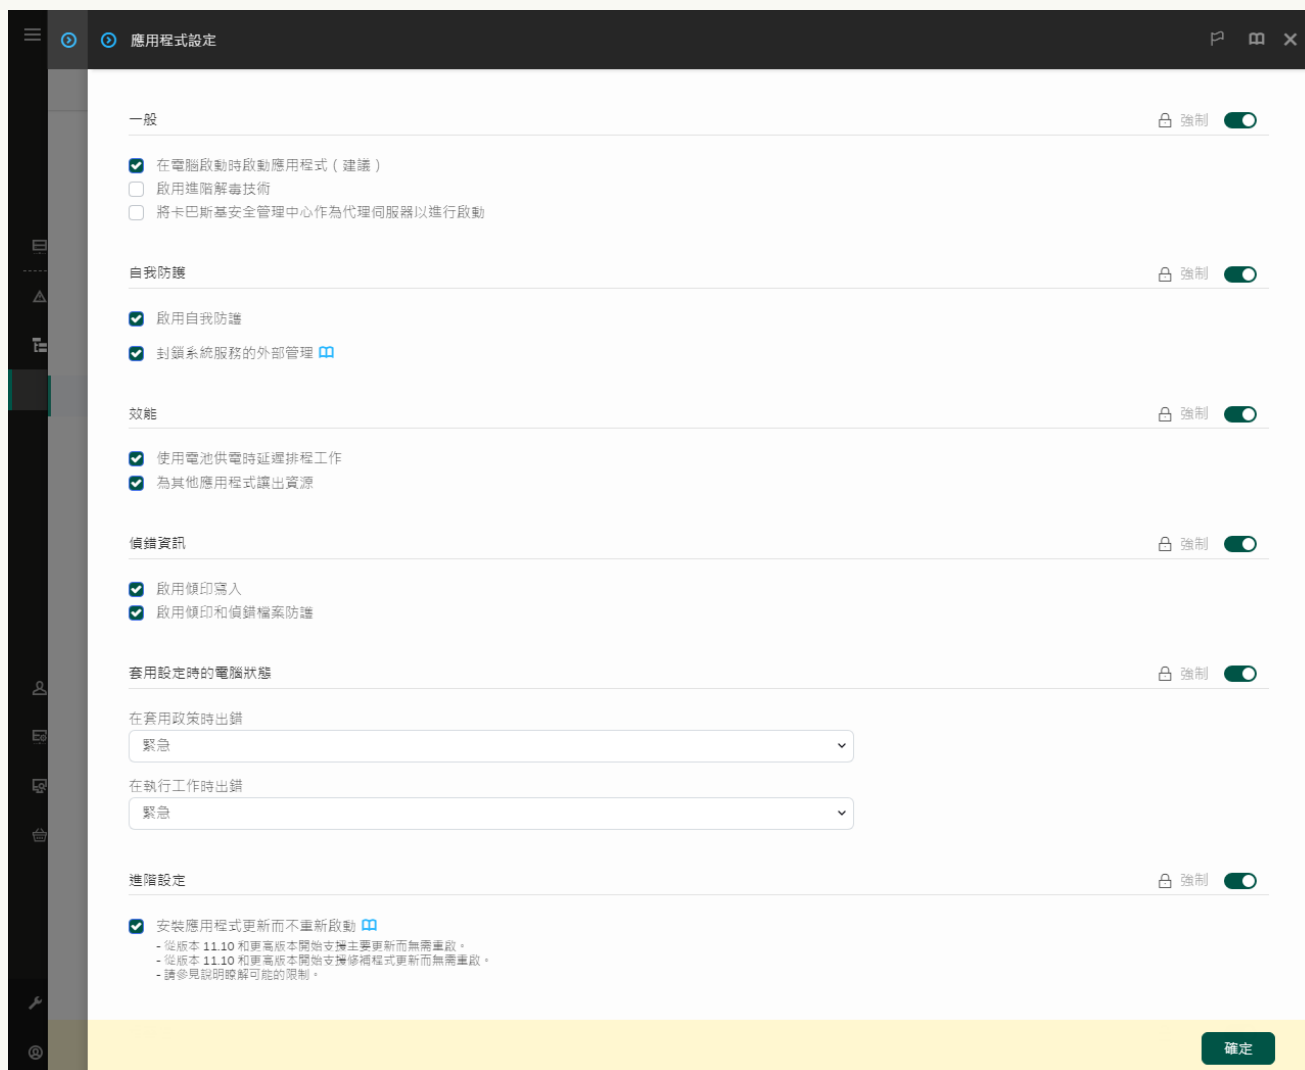 應用程式設定
一般
強制
在電腦啟動時啟動應用程式（建議）
啟用進階解毒技術
將卡巴斯基安全管理中心作為代理伺服器以進行啟動
自我防護
強制
啟用自我防護
封鎖系統服務的外部管理
效能
強制
使用電池供電時延遲排程工作
為其他應用程式讓出資源
偵錯資訊
強制
啟用傾印寫入
啟用傾印和偵錯檔案防護
套用設定時的電腦狀態
強制
在套用政策時出錯
緊急
在執行工作時出錯
緊急
進階設定
強制
安裝應用程式更新而不重新啟動
- 從版本 11.10 和更高版本開始支援主要更新而無需重啟。
- 從版本 11.10 和更高版本開始支援修補程式更新而無需重啟。
- 請參見說明瞭解可能的限制。
確定